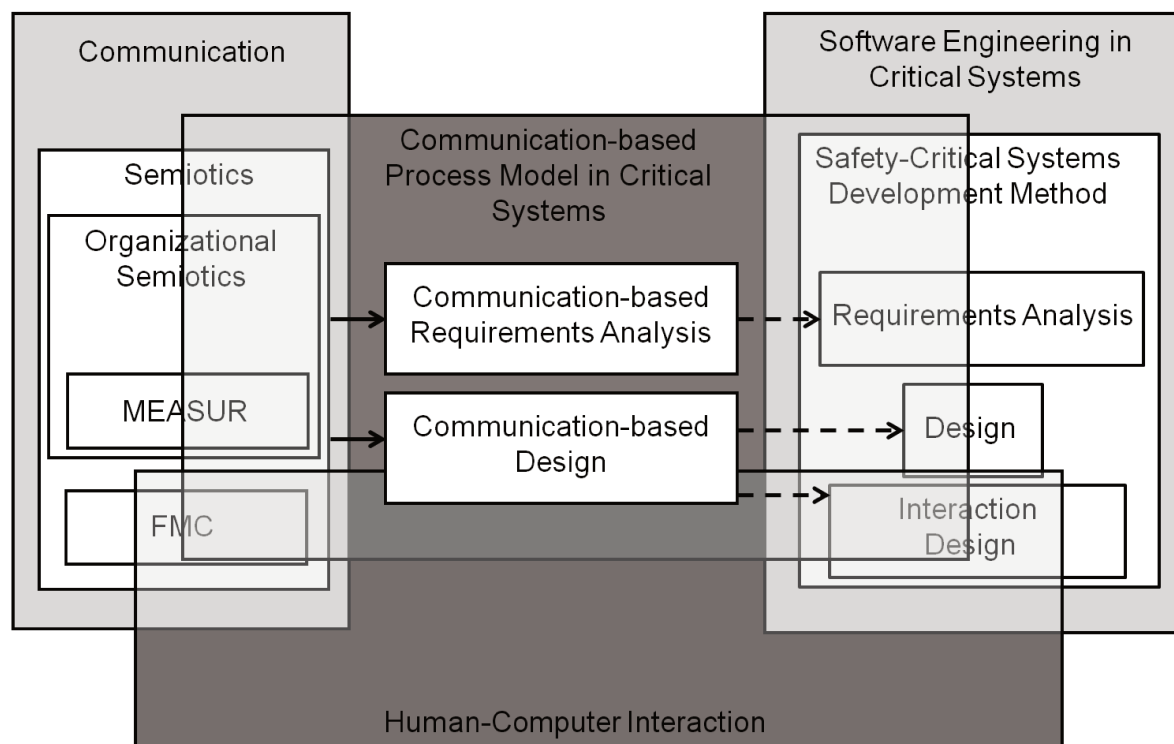 Communication
Software Engineering in
Critical Systems
Communication-based
Process Model in Critical
Systems
Semiotics
Organizational
Semiotics
MEASUR
FMC
Communication-based
Requirements Analysis
Communication-based
Design
Safety-Critical Systems
Development Method
Requirements Analysis
Design
Interaction
Design
Human-Computer Interaction